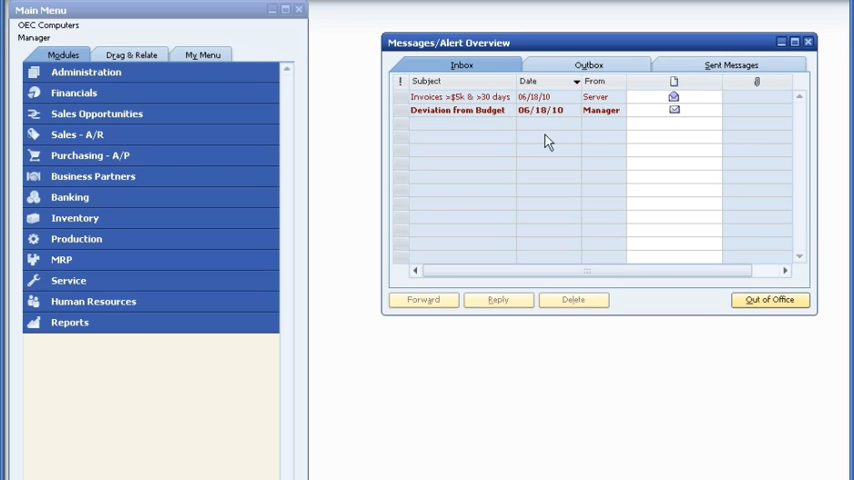 Main Menu
OEC Computers
Manager
Modules Drag & Relate My Menu
Administration
Financials
Sales Opportunities
Sales - A/R
Purchasing - A/P
Business Partners
Banking
Inventory
Production
MRP
Service
Human Resources
Reports
Messages/Alert Overview
Inbox Outbox Sent Messages
! Subject Date From
Invoices >$5k & >30 days 06/18/10 Server
Deviation from Budget 06/18/10 Manager
Forward Reply Delete Out of Office